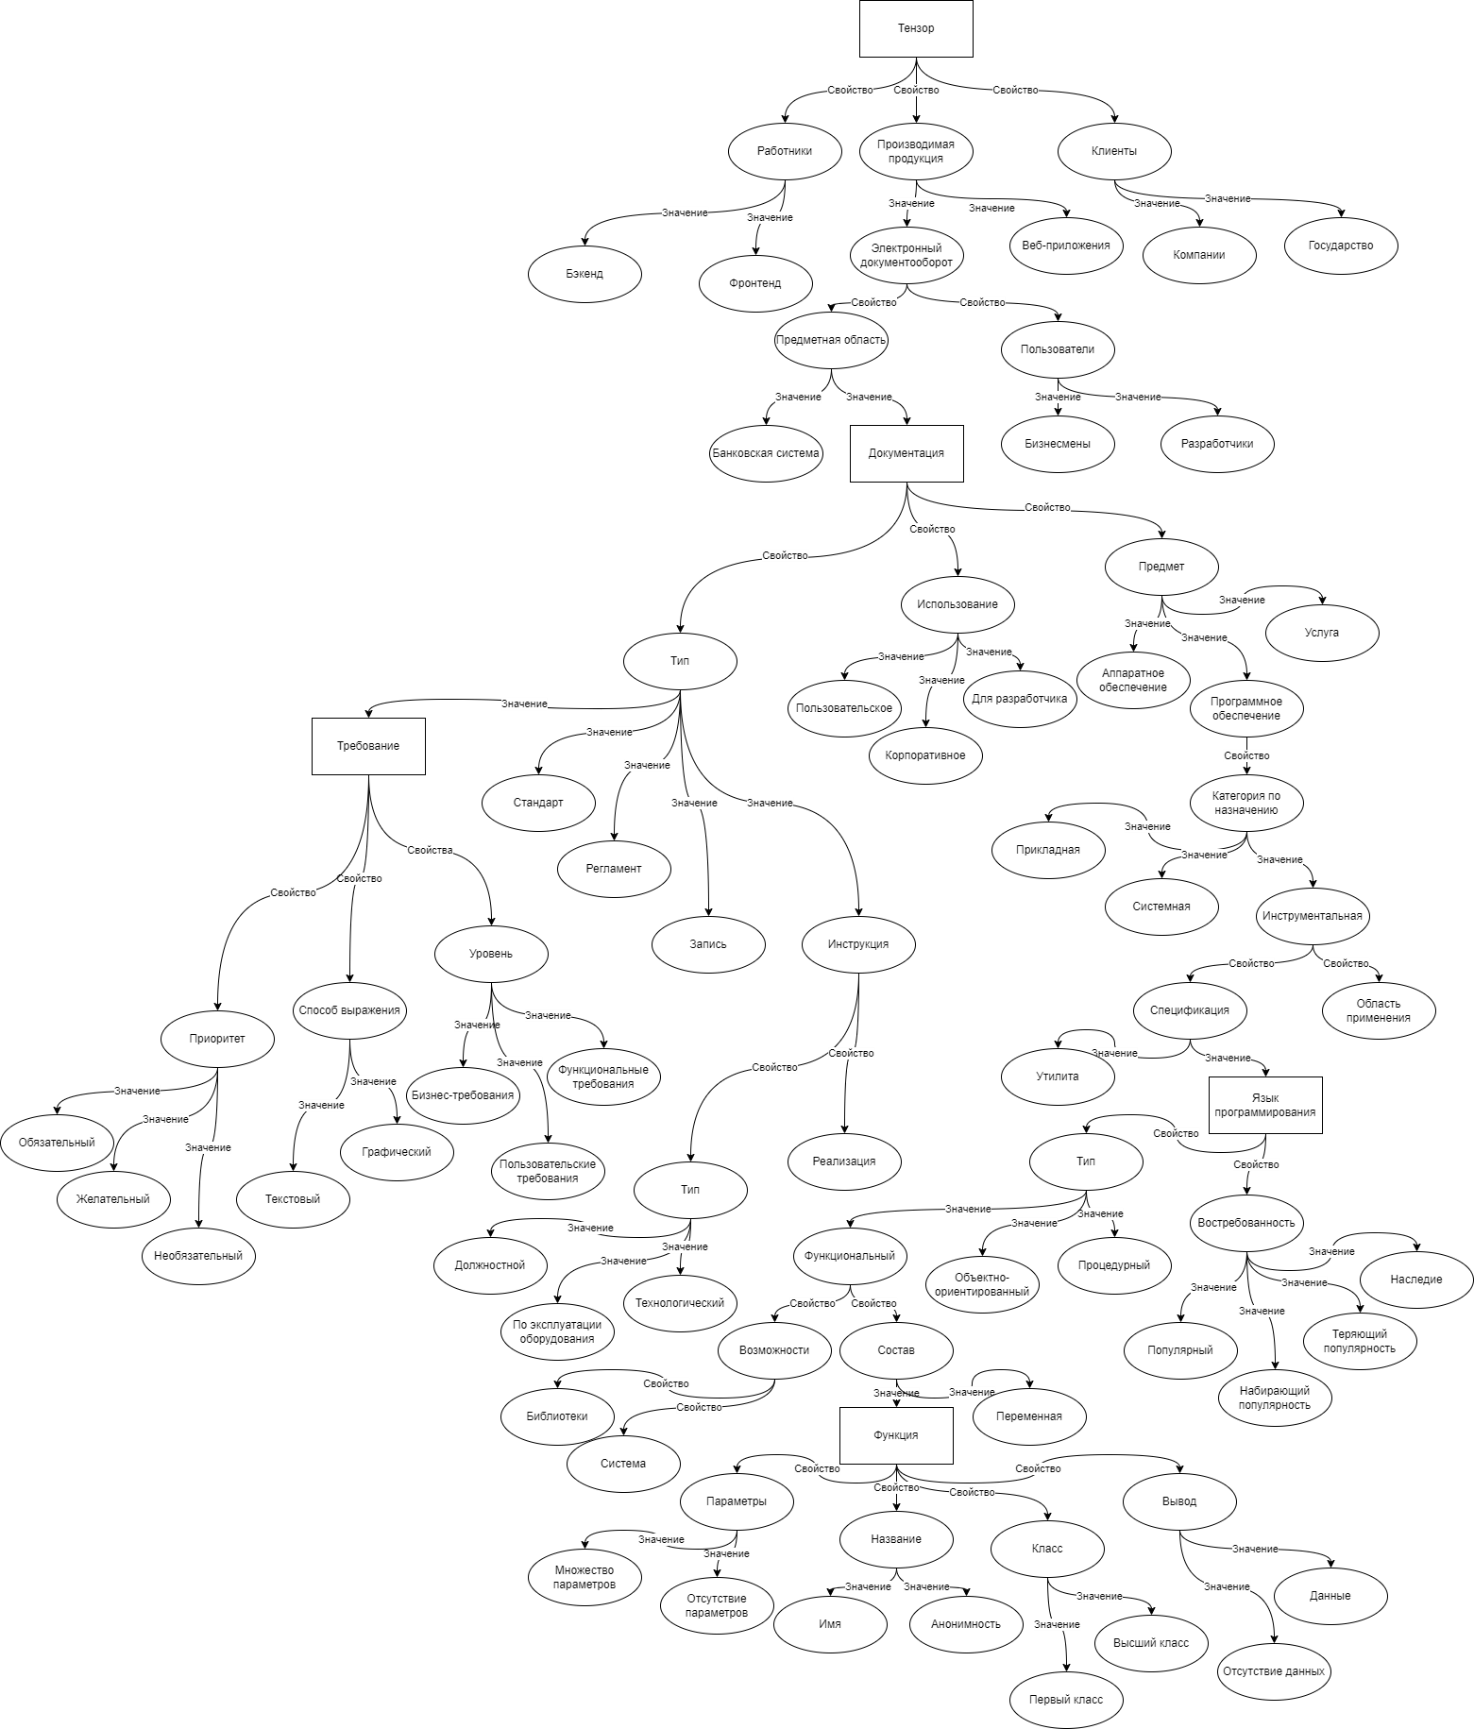 Тензор
Свойство
Свойство
Свойство
Работники
Производимая
продукция
Клиенты
Значение
Значение
Значение
Значение
Значение
Значение
Бэкенд
Фронтенд
Электронный
документооборот
Веб-приложения
Компании
Государство
Свойство
Свойство
Предметная область
Пользователи
Значение
Значение
Значение
Значение
Банковская система
Документация
Бизнесмены
Разработчики
Свойство
Свойство
Свойство
Тип
Использование
Предмет
Значение
Значение
Значение
Услуга
Значение
Значение
Значение
Аппаратное
обеспечение
Программное
обеспечение
Пользовательское
Корпоративное
Для разработчика
Значение
Значение
Значение
Значение
Значение
Требование
Стандарт
Регламент
Запись
Инструкция
Свойство
Категория по
назначению
Значение
Значение
Значение
Прикладная
Системная
Инструментальная
Свойство
Свойство
Свойства
Приоритет
Способ выражения
Уровень
Свойство
Свойство
Спецификация
Область
применения
Значение
Значение
Значение
Бизнес-требования
Функциональные
требования
Пользовательские
требования
Значение
Значение
Значение
Обязательный
Желательный
Необязательный
Значение
Значение
Текстовый
Графический
Свойство
Свойство
Тип
Реализация
Значение
Значение
Утилита
Язык
программирования
Свойство
Свойство
Тип
Востребованность
Значение
Значение
Значение
Должностной
По эксплуатации
оборудования
Технологический
Значение
Значение
Значение
Функциональный
Объектно-
ориентированный
Процедурный
Значение
Значение
Значение
Значение
Популярный
Набирающий
популярность
Теряющий
популярность
Наследие
Свойство
Свойство
Возможности
Состав
Свойство
Свойство
Библиотеки
Система
Значение
Значение
Функция
Переменная
Свойство
Свойство
Свойство
Свойство
Параметры
Название
Класс
Вывод
Значение
Значение
Множество
параметров
Отсутствие
параметров
Значение
Значение
Имя
Анонимность
Значение
Значение
Первый класс
Высший класс
Значение
Значение
Данные
Отсутствие данных